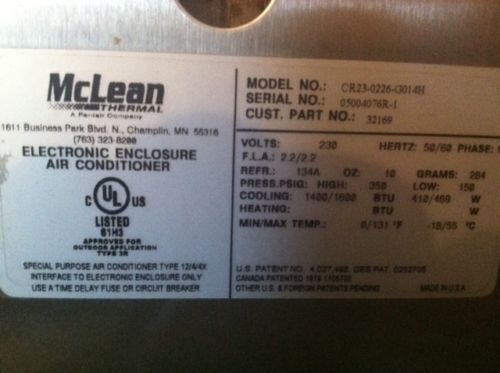 McLean
THERMAL
A Pentair Company
1611 Business Park Blvd. N., Champlin, MN 55316
(763) 323-8200
ELECTRONIC ENCLOSURE
AIR CONDITIONER
C UL US
LISTED
61H3
APPROVED FOR
OUTDOOR APPLICATION
TYPE 3R
SPECIAL PURPOSE AIR CONDITIONER TYPE 12/4/4X
INTERFACE TO ELECTRONIC ENCLOSURE ONLY
USE A TIME DELAY FUSE OR CIRCUIT BREAKER
MODEL NO.: CR23-0226-G014H
SERIAL NO.: 05004076R-1
CUST. PART NO.: 32169
VOLTS: 230 HERTZ: 50/60 PHASE:
F.L.A.: 2.2/2.2
REFR.: 134A OZ: 10 GRAMS: 284
PRESS.PSIG: HIGH: 350 LOW: 150
COOLING: 1400/1600 BTU 410/469 W
HEATING: BTU W
MIN/MAX TEMP.: 0/131 °F -18/55 °C
U.S. PATENT NO. 4,027,498 DES.PAT.
CANADA PATENTED 1979
OTHER U.S. & FOREIGN PATENTS PENDING MADE IN U.S.A.